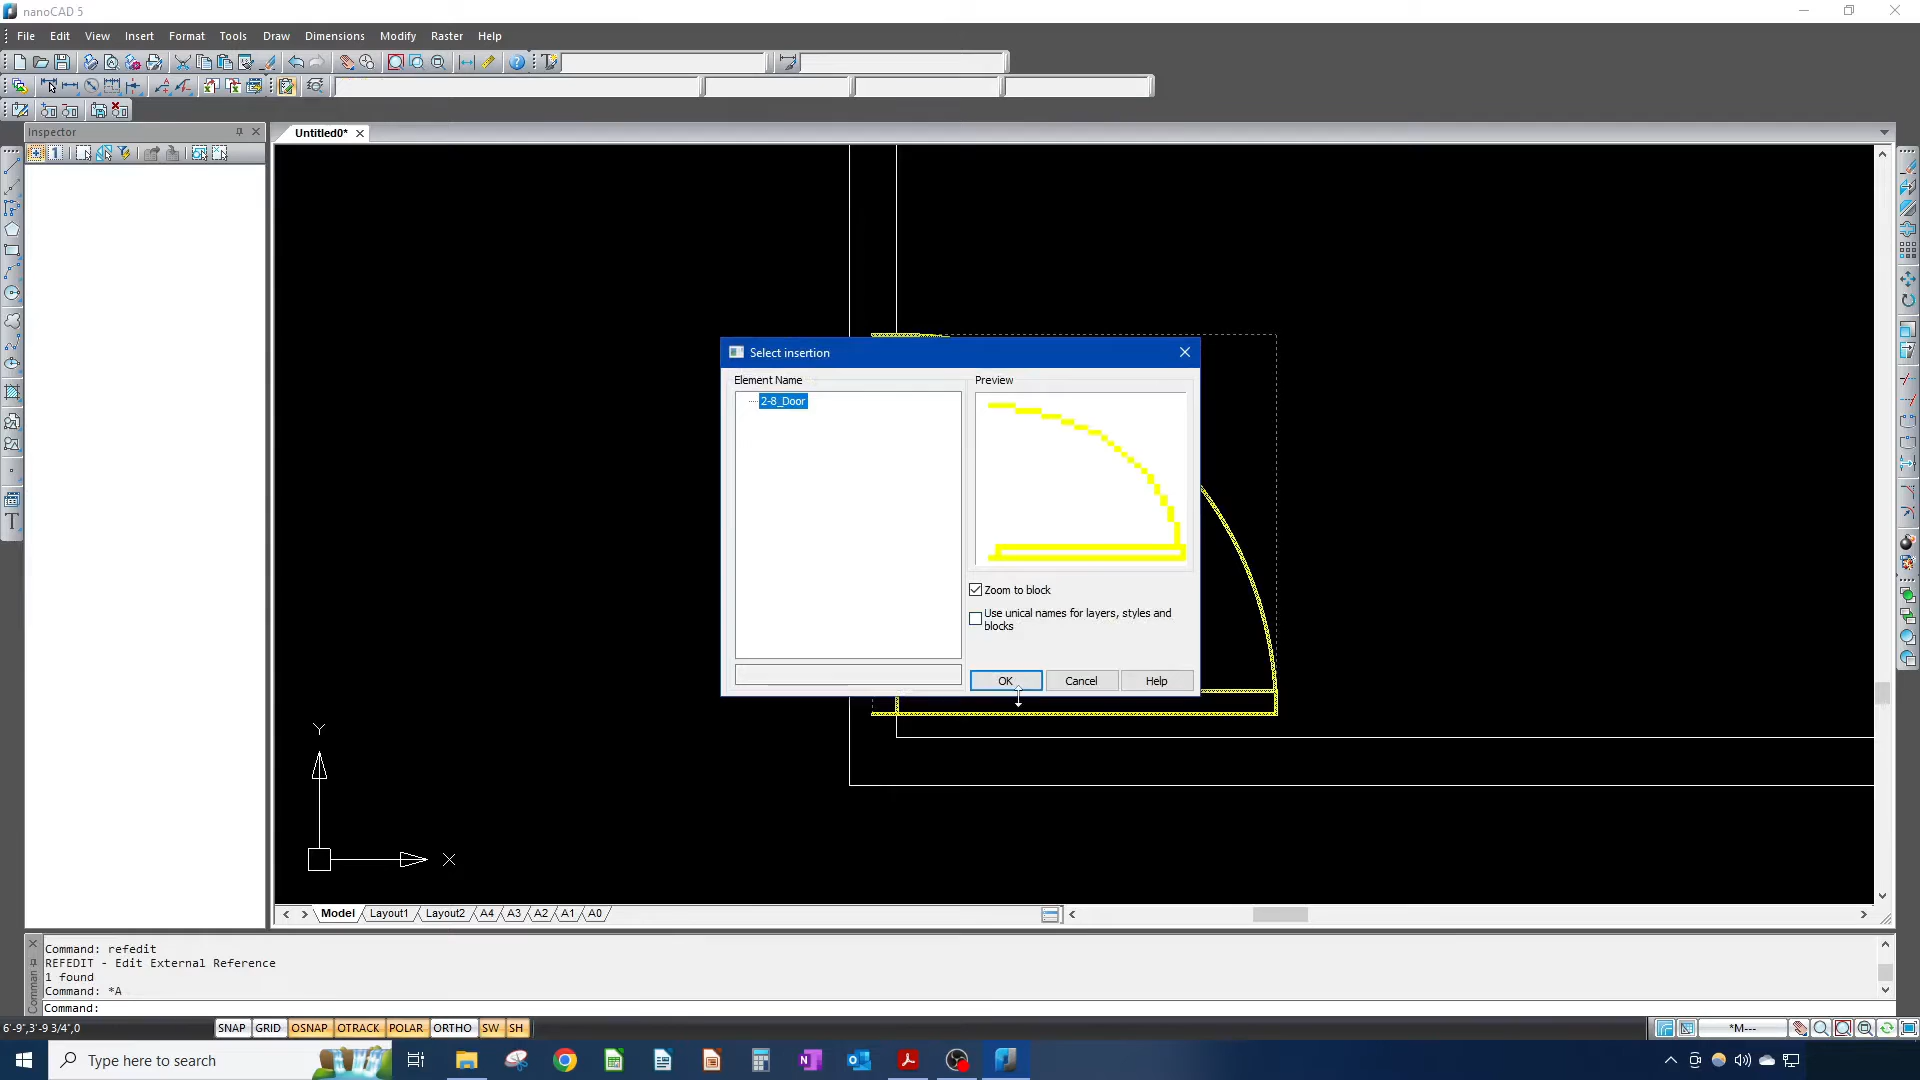 nanoCAD 5
File Edit View Insert Format Tools Draw Dimensions Modify Raster Help
Inspector
Untitled0*
1
Select insertion
Element Name
Preview
2-8_Door
Zoom to block
Use unical names for layers, styles and
blocks
OK
Cancel
Help
Y
X
Model Layout1 Layout2 A4 A3 A2 A1 A0
Command: refedit
REFEDIT - Edit External Reference
1 found
Command: *A
Command:
6'-9",3'-9 3/4",0
SNAP GRID OSNAP OTRACK POLAR ORTHO SW SH
*M---
Type here to search